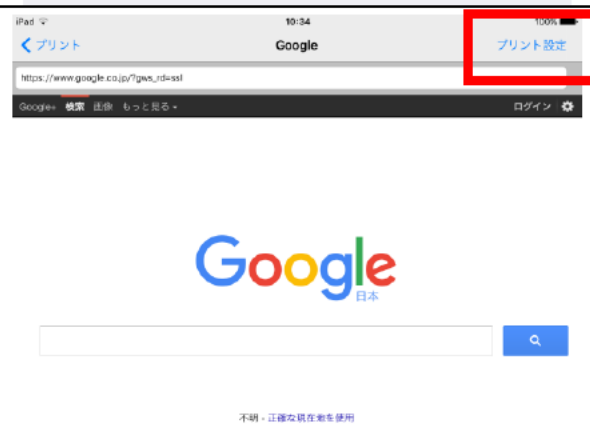 iPad 10:34 100%
プリント Google プリント設定
https://www.google.co.jp/?gws_rd=ssl
Google+ 検索 画像 もっと見る ログイン
Google
日本
不明 - 正確な現在地を使用